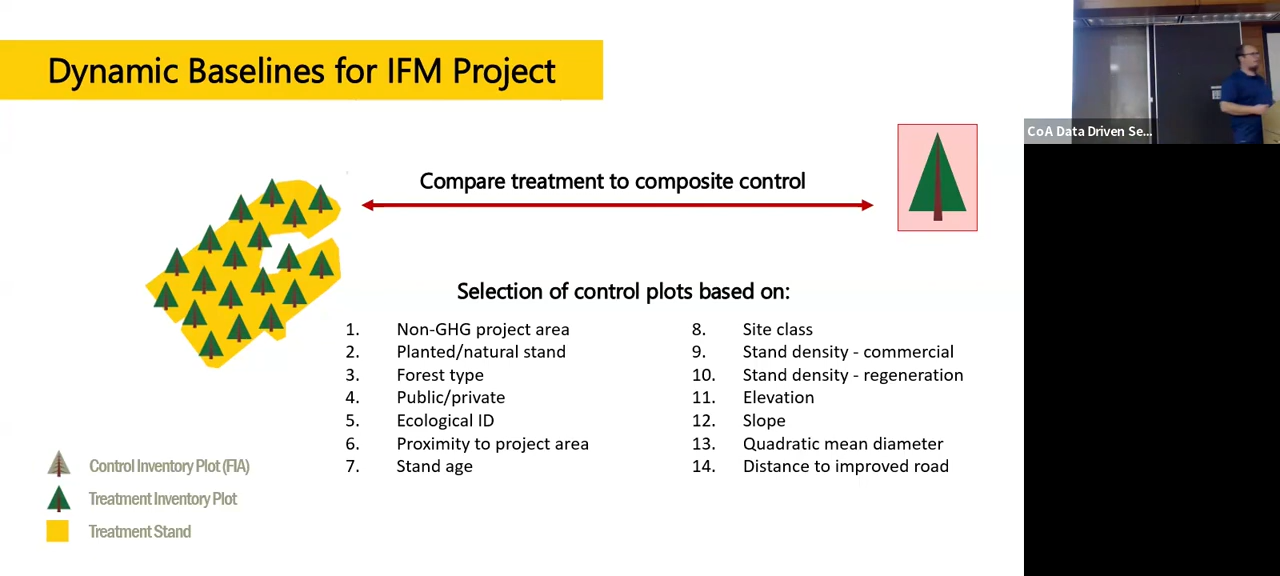 Dynamic Baselines for IFM Project
CoA Data Driven Se...
Compare treatment to composite control
Selection of control plots based on:
1. Non-GHG project area
2. Planted/natural stand
3. Forest type
4. Public/private
5. Ecological ID
6. Proximity to project area
7. Stand age
8. Site class
9. Stand density - commercial
10. Stand density - regeneration
11. Elevation
12. Slope
13. Quadratic mean diameter
14. Distance to improved road
Control Inventory Plot (FIA)
Treatment Inventory Plot
Treatment Stand